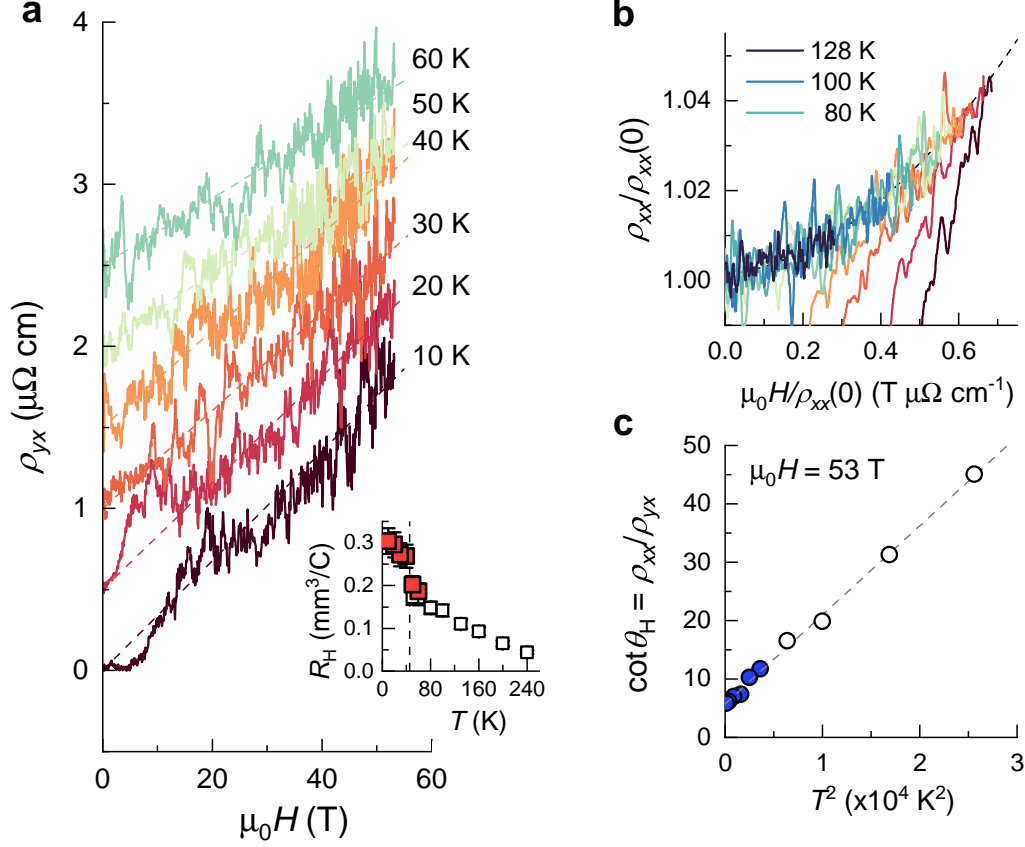 a
4
3
2
1
0
ρyx (μΩ cm)
0 20 40 60
μ0H (T)
60 K
50 K
40 K
30 K
20 K
10 K
0.3
0.2
0.1
0.0
RH (mm³/C)
0 80 160 240
T (K)
b
128 K
100 K
80 K
1.04
1.02
1.00
ρxx/ρxx(0)
0.0 0.2 0.4 0.6
μ0H/ρxx(0) (T μΩ cm⁻¹)
c
μ0H = 53 T
50
40
30
20
10
0
cotθH = ρxx/ρyx
0 1 2 3
T² (x10⁴ K²)